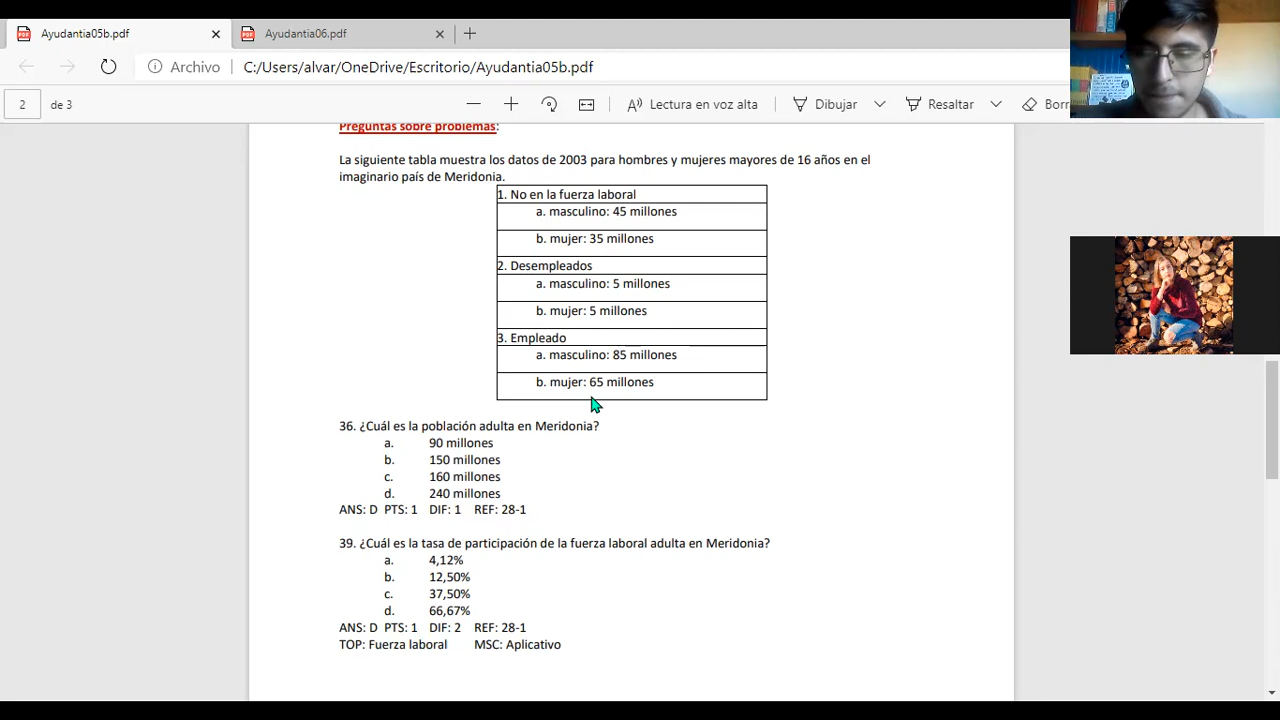 Ayudantia05b.pdf
Ayudantia06.pdf
Archivo C:/Users/alvar/OneDrive/Escritorio/Ayudantia05b.pdf
2 de 3
Lectura en voz alta
Dibujar
Resaltar
Borr
Preguntas sobre problemas:
La siguiente tabla muestra los datos de 2003 para hombres y mujeres mayores de 16 años en el
imaginario país de Meridonia.
1. No en la fuerza laboral
a. masculino: 45 millones
b. mujer: 35 millones
2. Desempleados
a. masculino: 5 millones
b. mujer: 5 millones
3. Empleado
a. masculino: 85 millones
b. mujer: 65 millones
36. ¿Cuál es la población adulta en Meridonia?
a. 90 millones
b. 150 millones
c. 160 millones
d. 240 millones
ANS: D PTS: 1 DIF: 1 REF: 28-1
39. ¿Cuál es la tasa de participación de la fuerza laboral adulta en Meridonia?
a. 4,12%
b. 12,50%
c. 37,50%
d. 66,67%
ANS: D PTS: 1 DIF: 2 REF: 28-1
TOP: Fuerza laboral MSC: Aplicativo